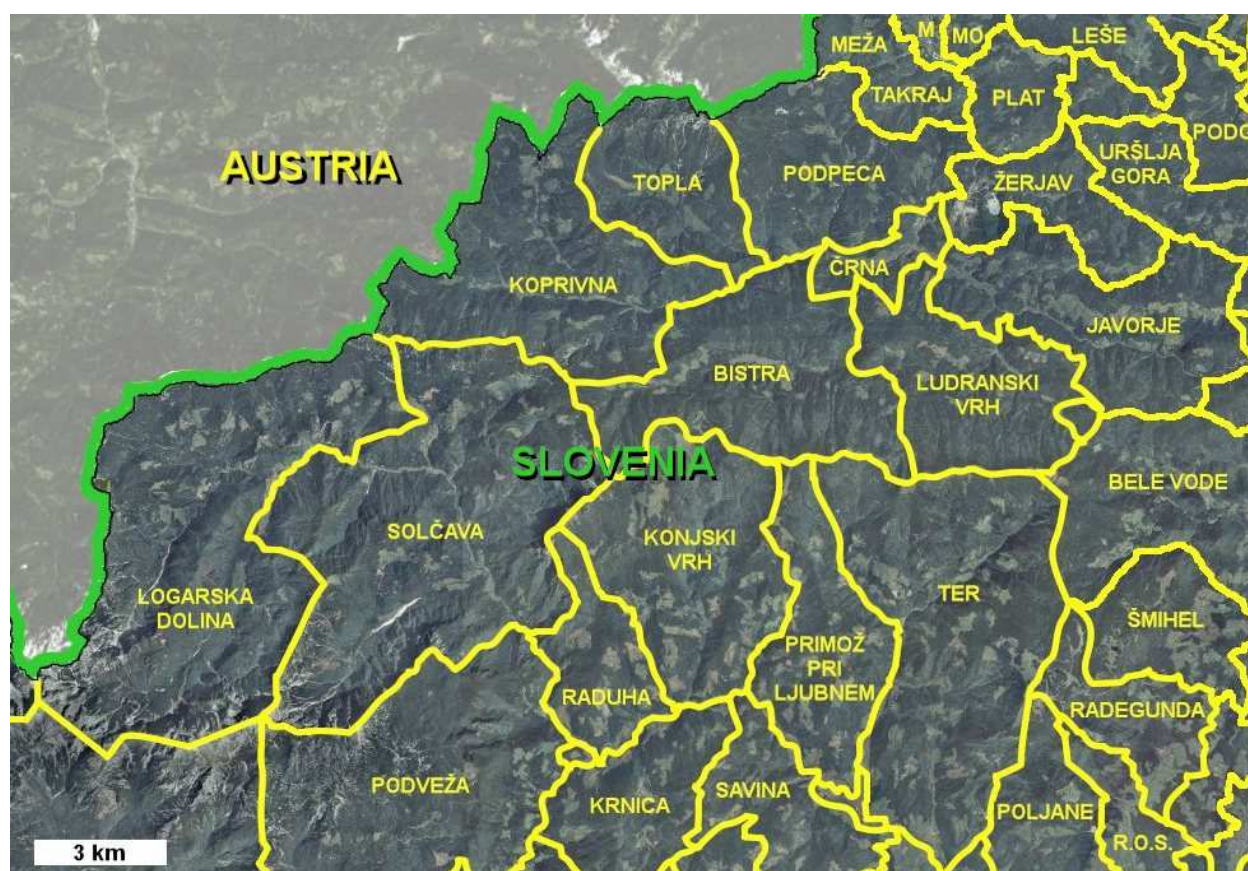 MEŽA
M
MO
LEŠE
TAKRAJ
PLAT
PODG
URŠLJA
GORA
AUSTRIA
TOPLA
PODPECA
ŽERJAV
KOPRIVNA
ČRNA
JAVORJE
BISTRA
LUDRANSKI
VRH
SLOVENIA
BELE VODE
SOLČAVA
KONJSKI
VRH
LOGARSKA
DOLINA
TER
ŠMIHEL
PRIMOŽ
PRI
LJUBNEM
RADUHA
RADEGUNDA
PODVEŽA
KRNICA
SAVINA
POLJANE
R.O.S.
3 km